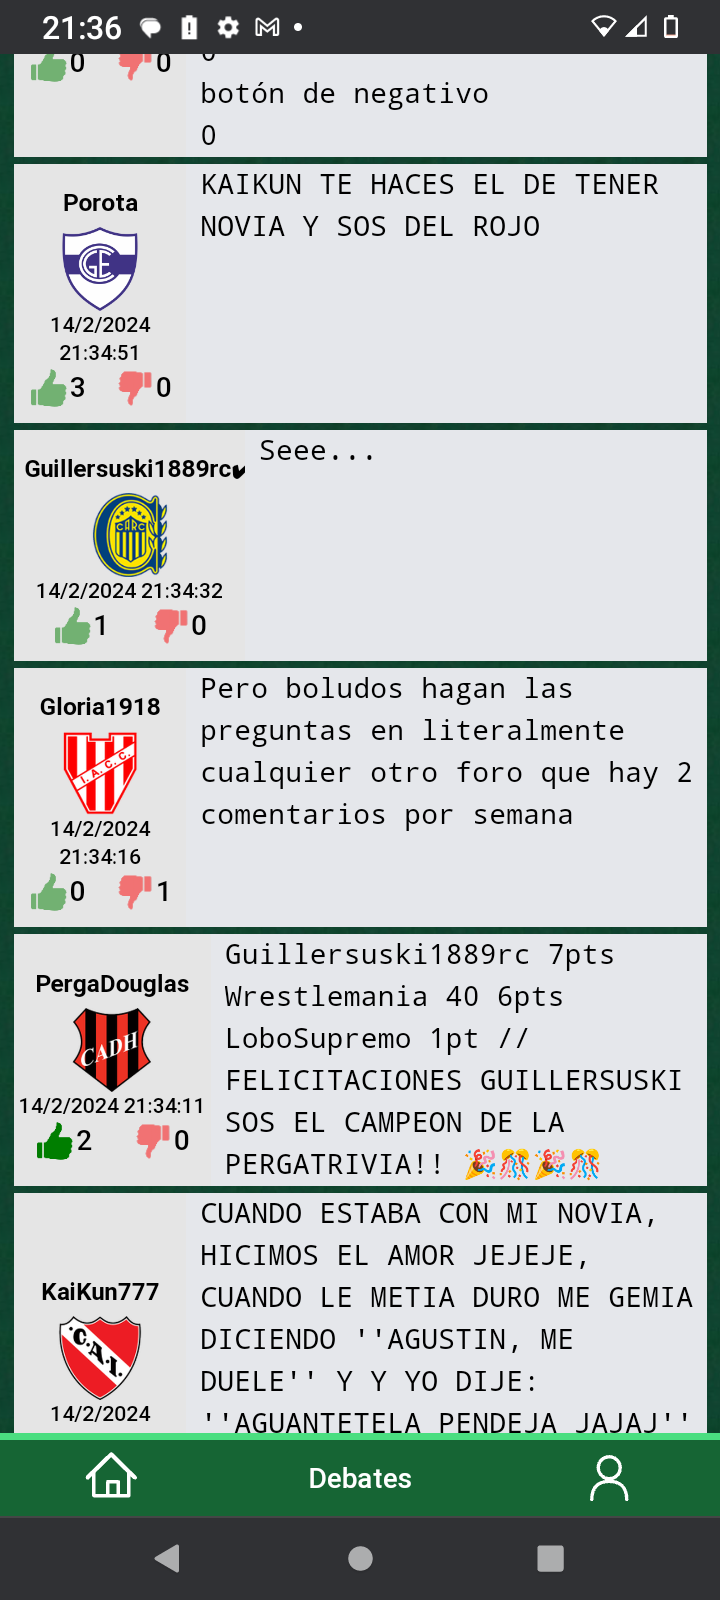 21:36
0
0
0
botón de negativo
0
Porota
GE
14/2/2024
21:34:51
3
0
KAIKUN TE HACES EL DE TENER
NOVIA Y SOS DEL ROJO
Guillersuski1889rc✔
CARC
14/2/2024 21:34:32
1
0
Seee...
Gloria1918
I.A.C.C.
14/2/2024
21:34:16
0
1
Pero boludos hagan las
preguntas en literalmente
cualquier otro foro que hay 2
comentarios por semana
PergaDouglas
CADH
14/2/2024 21:34:11
2
0
Guillersuski1889rc 7pts
Wrestlemania 40 6pts
LoboSupremo 1pt //
FELICITACIONES GUILLERSUSKI
SOS EL CAMPEON DE LA
PERGATRIVIA!! 🎉🎊🎉🎊
KaiKun777
C.A.I.
14/2/2024
CUANDO ESTABA CON MI NOVIA,
HICIMOS EL AMOR JEJEJE,
CUANDO LE METIA DURO ME GEMIA
DICIENDO ''AGUSTIN, ME
DUELE'' Y Y YO DIJE:
''AGUANTETELA PENDEJA JAJAJ''
Debates